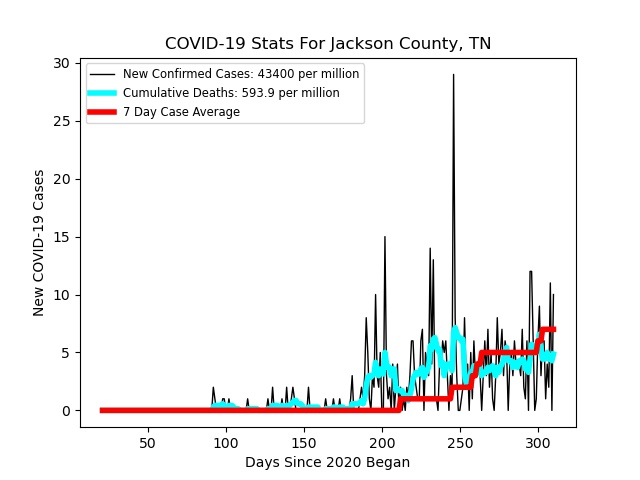 COVID-19 Stats For Jackson County, TN
New Confirmed Cases: 43400 per million
Cumulative Deaths: 593.9 per million
7 Day Case Average
New COVID-19 Cases
30
25
20
15
10
5
0
50 100 150 200 250 300
Days Since 2020 Began